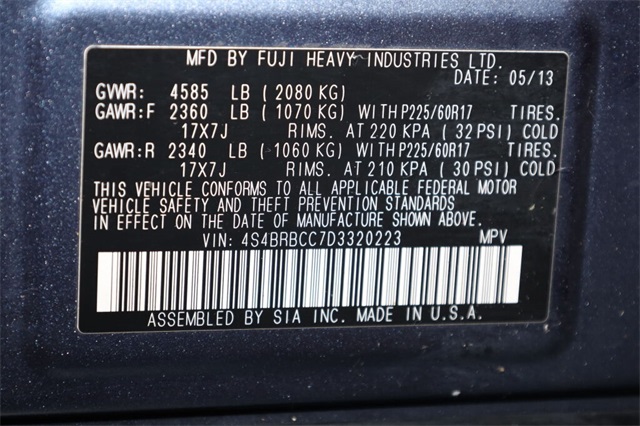 MFD BY FUJI HEAVY INDUSTRIES LTD.
DATE: 05/13
GVWR: 4585 LB ( 2080 KG)
GAWR:F 2360 LB ( 1070 KG) WITH P225/60R17 TIRES.
17X7J RIMS. AT 220 KPA ( 32 PSI) COLD
GAWR:R 2340 LB ( 1060 KG) WITH P225/60R17 TIRES.
17X7J RIMS. AT 210 KPA ( 30 PSI) COLD
THIS VEHICLE CONFORMS TO ALL APPLICABLE FEDERAL MOTOR
VEHICLE SAFETY AND THEFT PREVENTION STANDARDS
IN EFFECT ON THE DATE OF MANUFACTURE SHOWN ABOVE.
VIN: 4S4BRBCC7D3320223 MPV
ASSEMBLED BY SIA INC. MADE IN U.S.A.